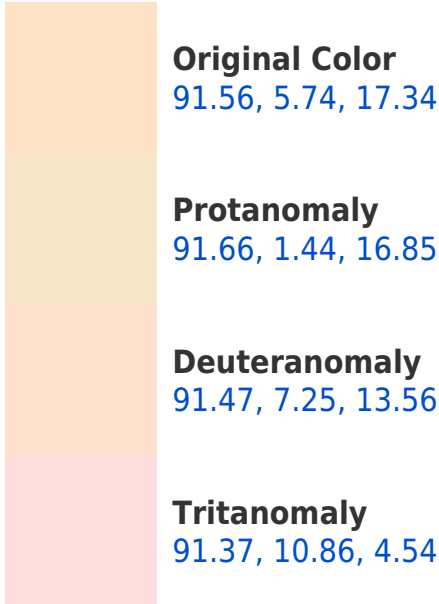 Original Color
91.56, 5.74, 17.34
Protanomaly
91.66, 1.44, 16.85
Deuteranomaly
91.47, 7.25, 13.56
Tritanomaly
91.37, 10.86, 4.54